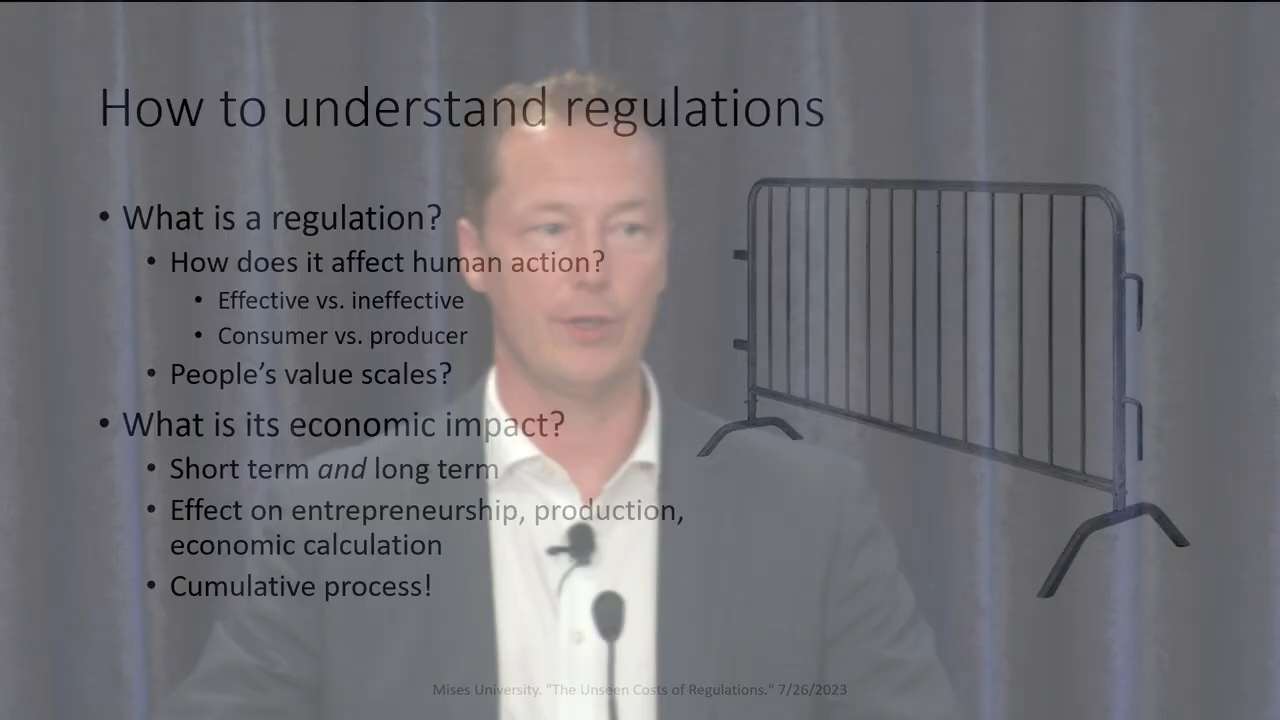 How to understand regulations
• What is a regulation?
• How does it affect human action?
• Effective vs. ineffective
• Consumer vs. producer
• People’s value scales?
• What is its economic impact?
• Short term and long term
• Effect on entrepreneurship, production,
economic calculation
• Cumulative process!
Mises University. "The Unseen Costs of Regulations." 7/26/2023